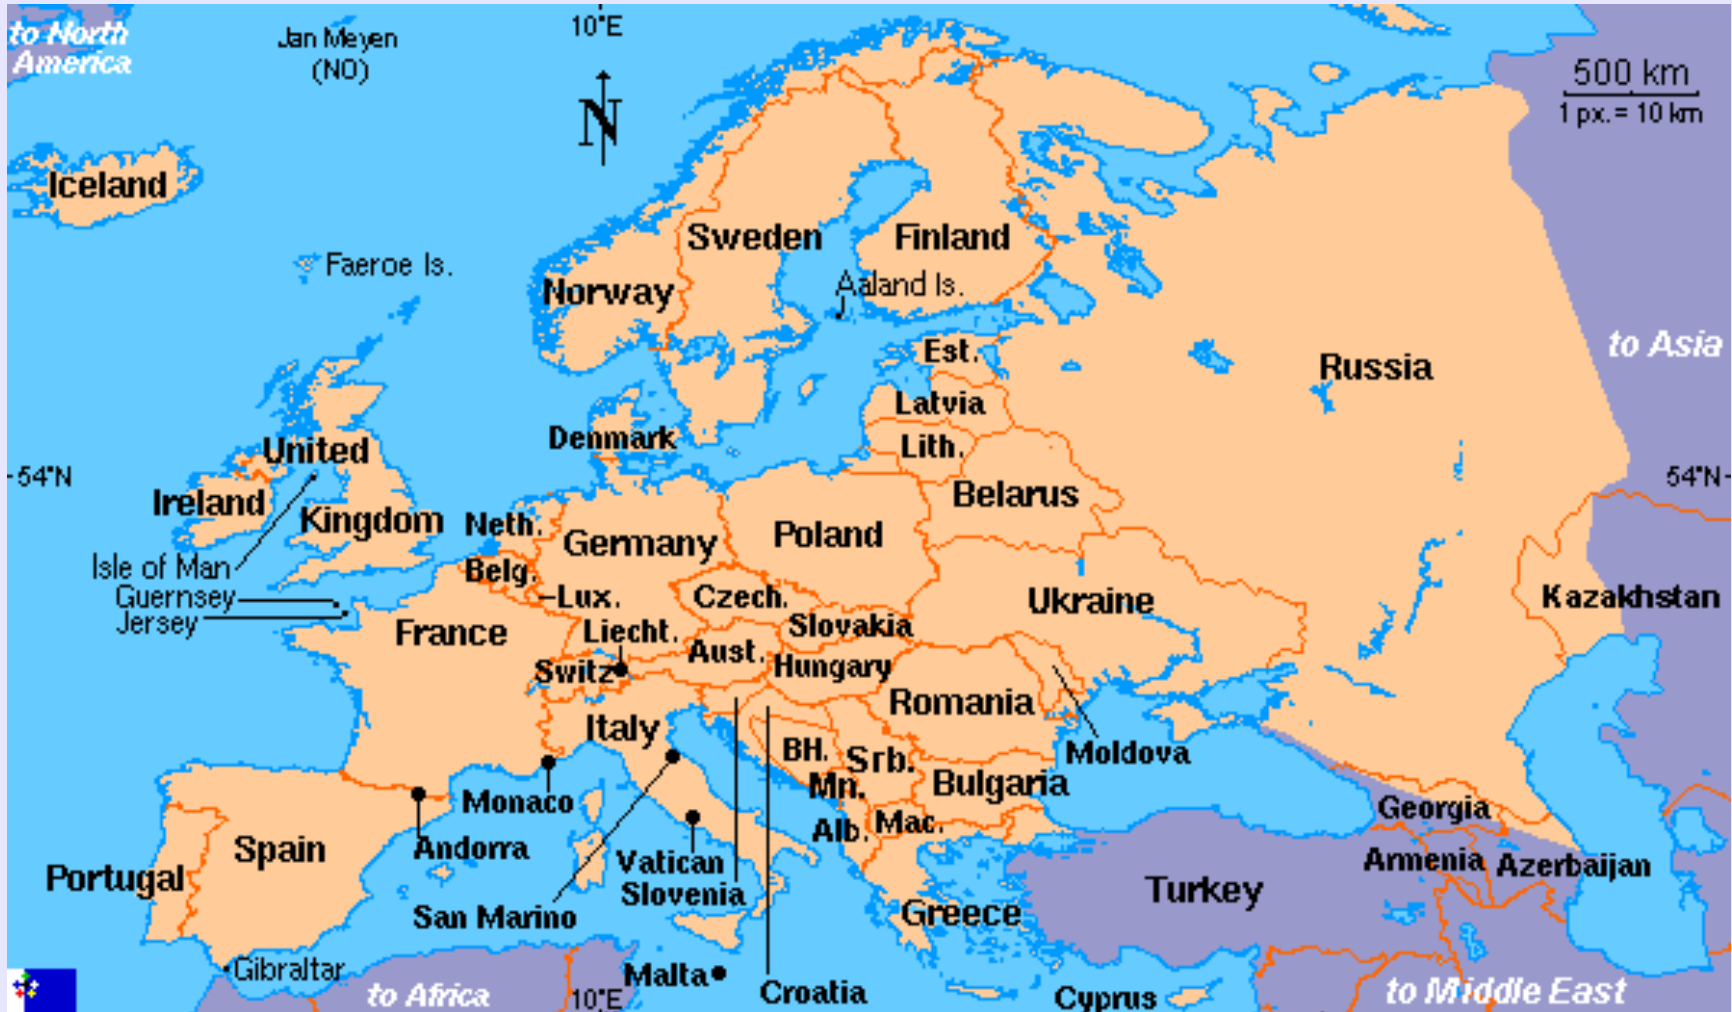 to North
America
Jan Meyen
(NO)
10°E
N
500 km
1 px. = 10 km
Iceland
Faeroe Is.
Sweden
Finland
Norway
Aaland Is.
to Asia
Est.
Russia
Latvia
Denmark
Lith.
United
Kingdom
54°N
54°N
Ireland
Belarus
Neth.
Germany
Poland
Isle of Man
Guernsey
Jersey
Belg.
Lux.
Czech.
Ukraine
Kazakhstan
France
Liecht.
Slovakia
Switz
Aust.
Hungary
Romania
Italy
BH.
Srb.
Moldova
Mn.
Bulgaria
Monaco
Georgia
Alb.
Mac.
Andorra
Spain
Portugal
Vatican
Armenia
Azerbaijan
Slovenia
Turkey
San Marino
Greece
Gibraltar
Malta
to Africa
10°E
Croatia
Cyprus
to Middle East